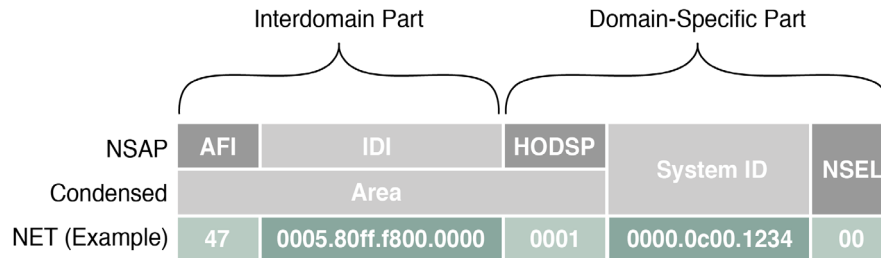 Interdomain Part Domain-Specific Part
NSAP AFI IDI HODSP System ID NSEL
Condensed Area
NET (Example) 47 0005.80ff.f800.0000 0001 0000.0c00.1234 00